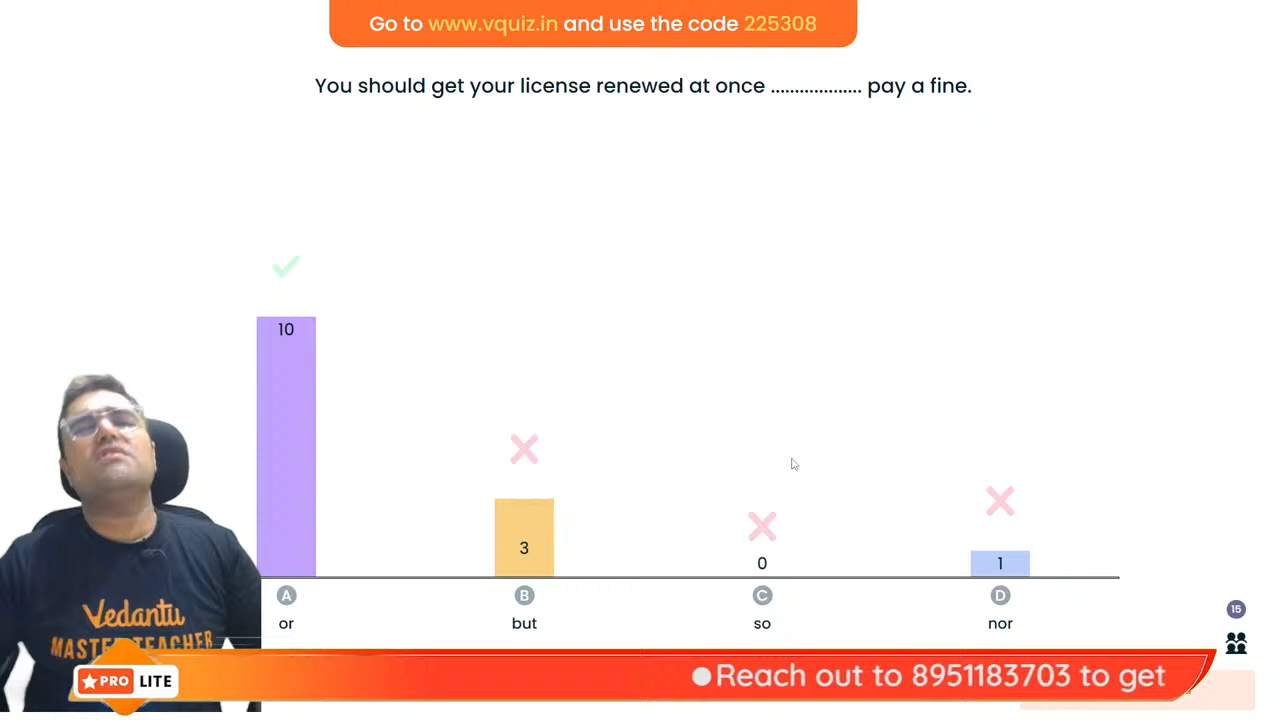 Go to www.vquiz.in and use the code 225308
You should get your license renewed at once ................... pay a fine.
10
3
0
1
A
B
C
D
or
but
so
nor
15
Vedantu
MASTER TEACHER
PRO LITE
Reach out to 8951183703 to get